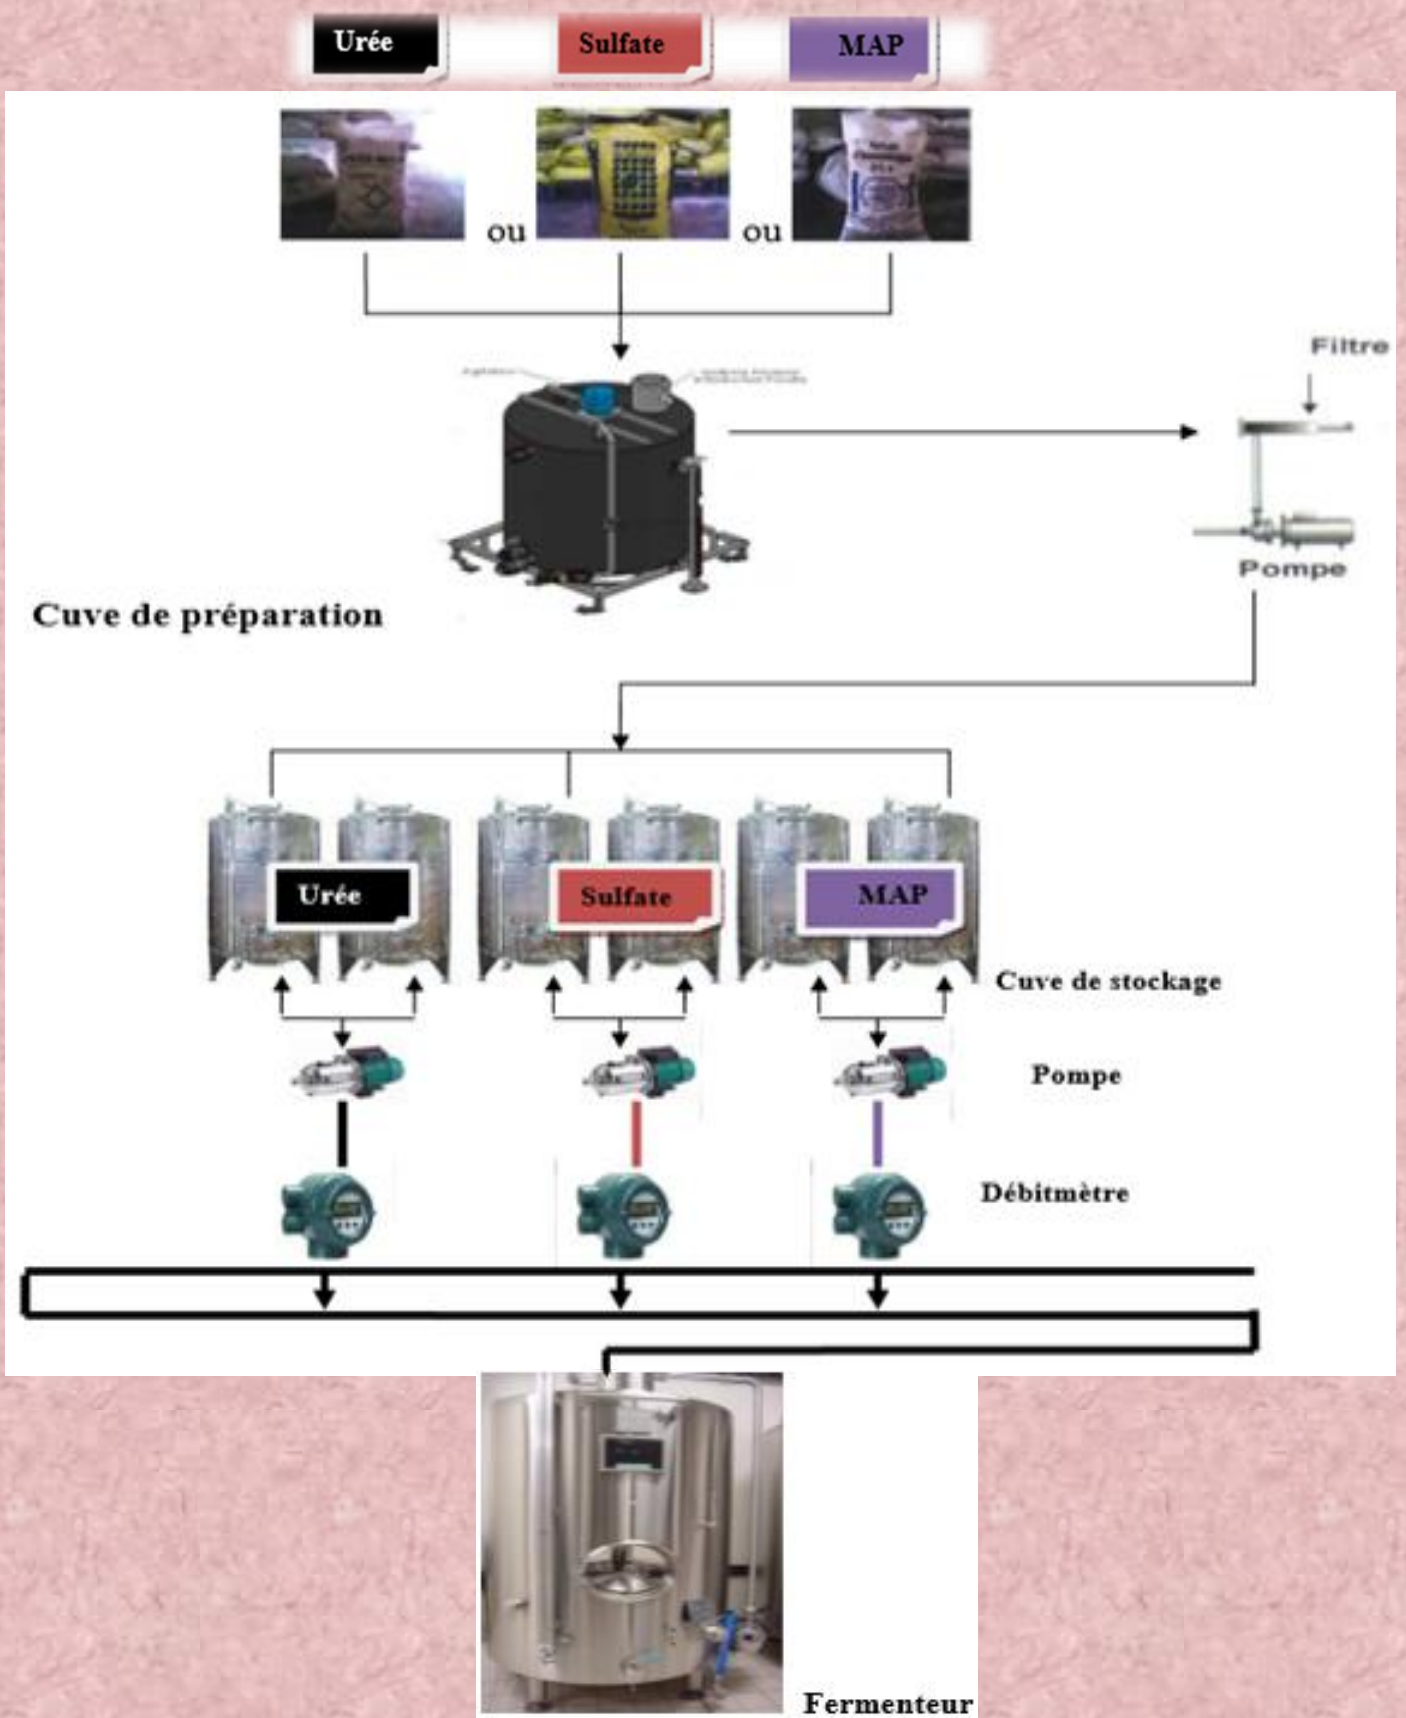 Urée
Sulfate
MAP
ou
ou
Filtre
Pompe
Cuve de préparation
Urée
Sulfate
MAP
Cuve de stockage
Pompe
Débitmètre
Fermenteur